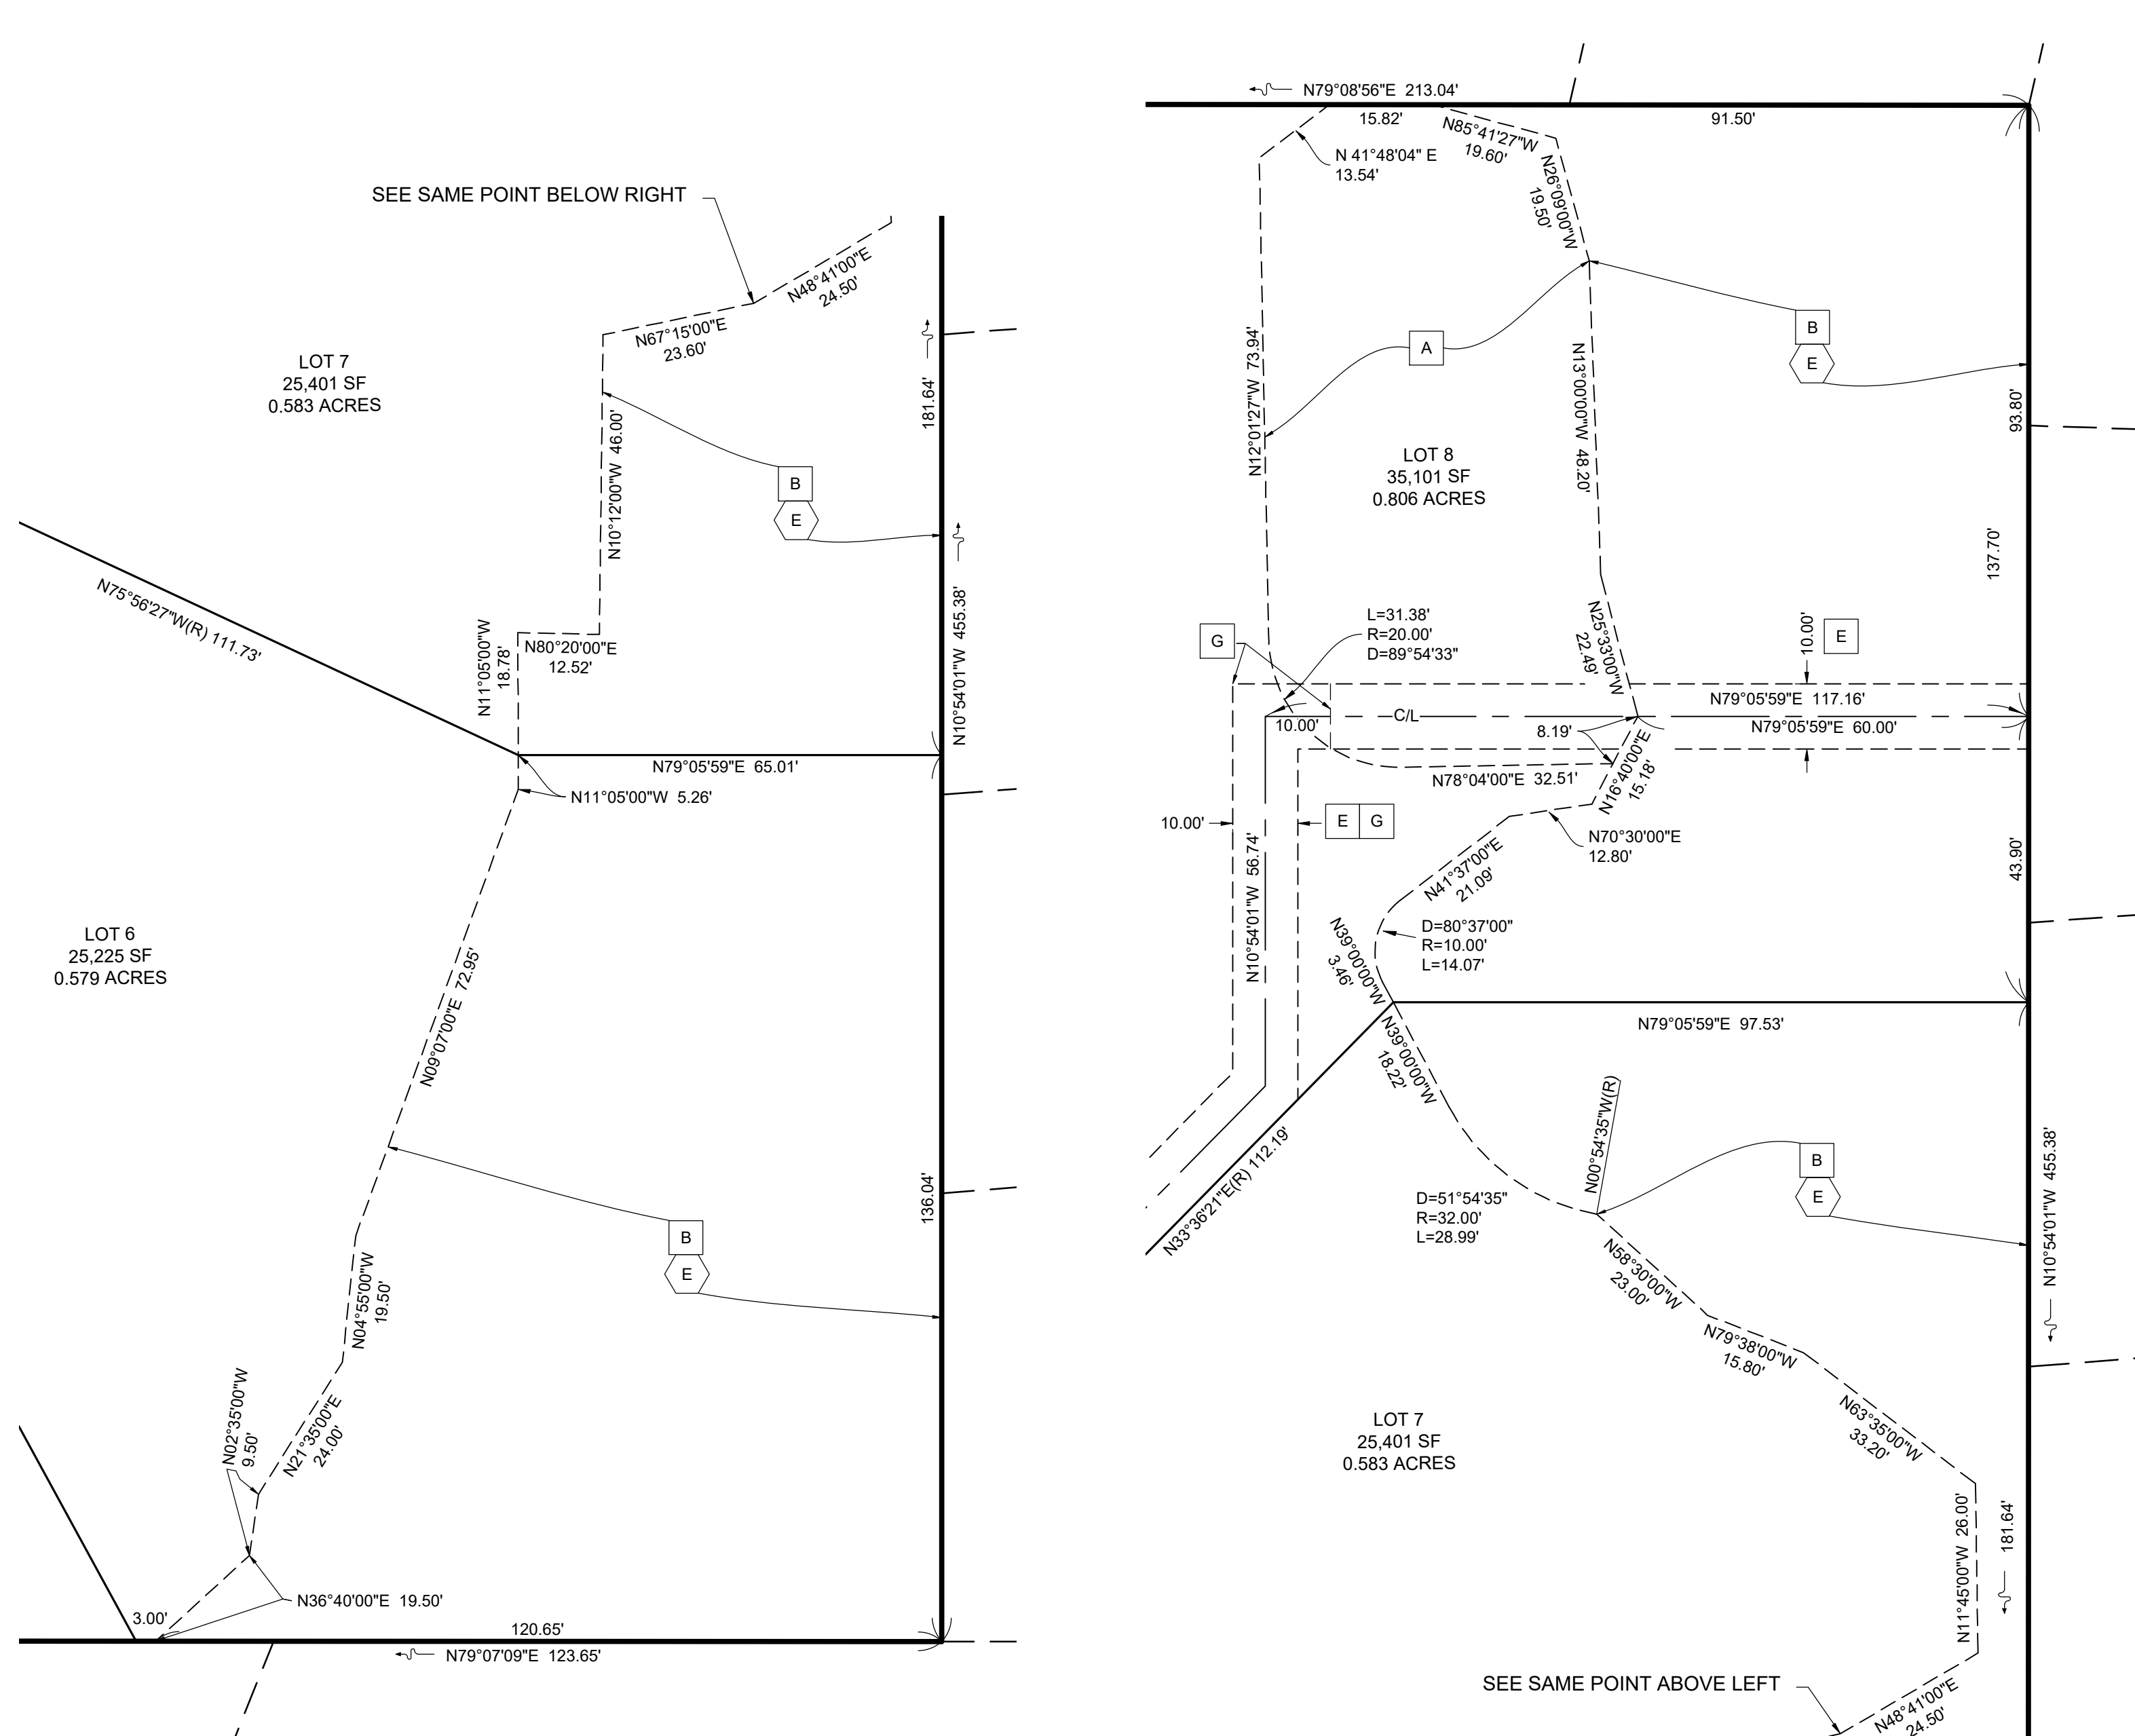 SEE SAME POINT BELOW RIGHT
N48°41'00"E
24.50'
N67°15'00"E
23.60'
LOT 7
25,401 SF
0.583 ACRES
181.64'
N10°12'00"W 46.00'
B
E
N75°56'27"W(R) 111.73'
N11°05'00"W
18.78'
N80°20'00"E
12.52'
N10°54'01"W 455.38'
N79°05'59"E 65.01'
N11°05'00"W 5.26'
LOT 6
25,225 SF
0.579 ACRES
N09°07'00"E 72.95'
136.04'
B
E
N04°55'00"W
19.50'
N02°35'00"W
9.50'
N21°35'00"E
24.00'
N36°40'00"E 19.50'
3.00'
120.65'
N79°07'09"E 123.65'
N79°08'56"E 213.04'
15.82'
N85°41'27"W
19.60'
91.50'
N 41°48'04" E
13.54'
N26°09'00"W
19.50'
A
B
E
N12°01'27"W 73.94'
N13°00'00"W 48.20'
93.80'
LOT 8
35,101 SF
0.806 ACRES
137.70'
G
L=31.38'
R=20.00'
D=89°54'33"
N25°33'00"W
22.49'
10.00'
E
N79°05'59"E 117.16'
10.00'
C/L
8.19'
N79°05'59"E 60.00'
N78°04'00"E 32.51'
N16°40'00"E
15.18'
10.00'
E
G
N70°30'00"E
12.80'
43.90'
N10°54'01"W 56.74'
N41°37'00"E
21.09'
D=80°37'00"
R=10.00'
L=14.07'
N39°00'00"W
3.46'
N79°05'59"E 97.53'
N39°00'00"W
18.22'
N33°36'21"E(R) 112.19'
N00°54'35"W(R)
B
E
D=51°54'35"
R=32.00'
L=28.99'
N10°54'01"W 455.38'
N58°30'00"W
23.00'
N79°38'00"W
15.80'
N63°35'00"W
33.20'
LOT 7
25,401 SF
0.583 ACRES
N11°45'00"W 26.00'
181.64'
SEE SAME POINT ABOVE LEFT
N48°41'00"E
24.50'